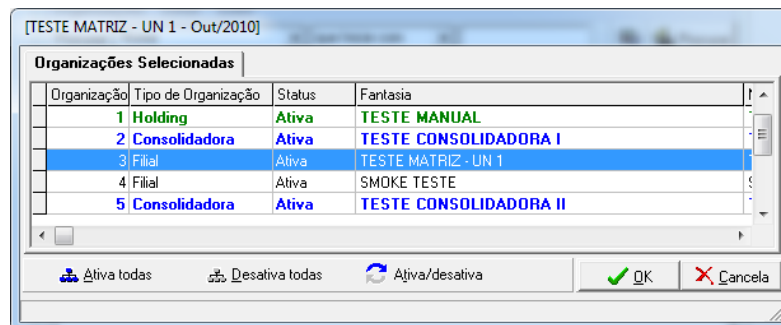 [TESTE MATRIZ - UN 1 - Out/2010]
Organizações Selecionadas
Organização Tipo de Organização Status Fantasia
1 Holding Ativa TESTE MANUAL
2 Consolidadora Ativa TESTE CONSOLIDADORA I
3 Filial Ativa TESTE MATRIZ - UN 1
4 Filial Ativa SMOKE TESTE
5 Consolidadora Ativa TESTE CONSOLIDADORA II
Ativa todas Desativa todas Ativa/desativa OK Cancela